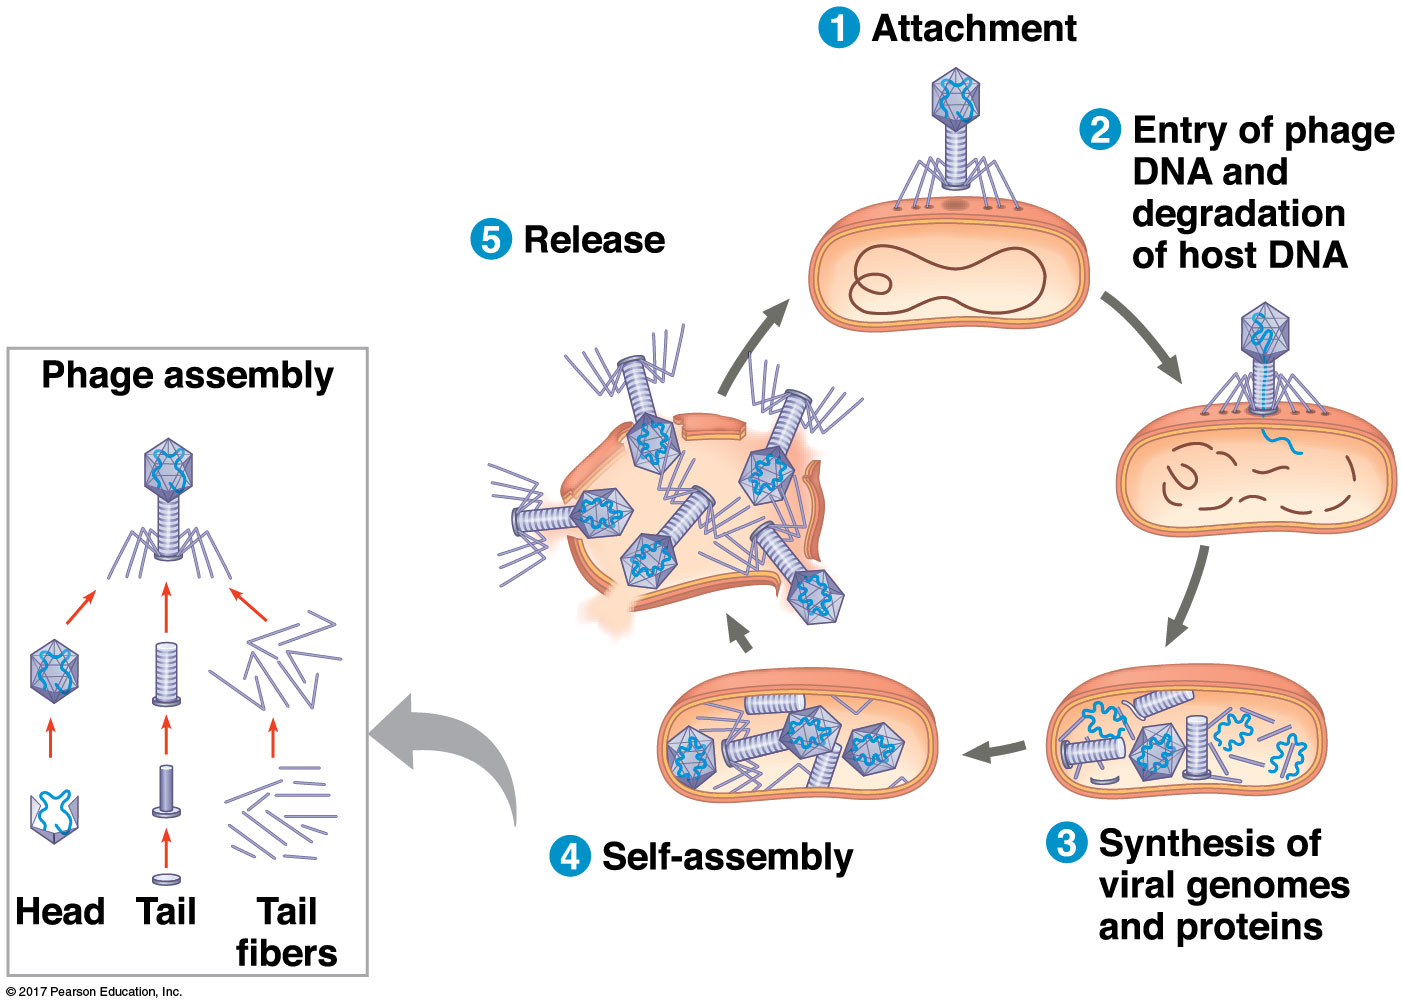 1 Attachment
2 Entry of phage
DNA and
degradation
of host DNA
3 Synthesis of
viral genomes
and proteins
4 Self-assembly
5 Release
Phage assembly
Head
Tail
Tail
fibers
© 2017 Pearson Education, Inc.